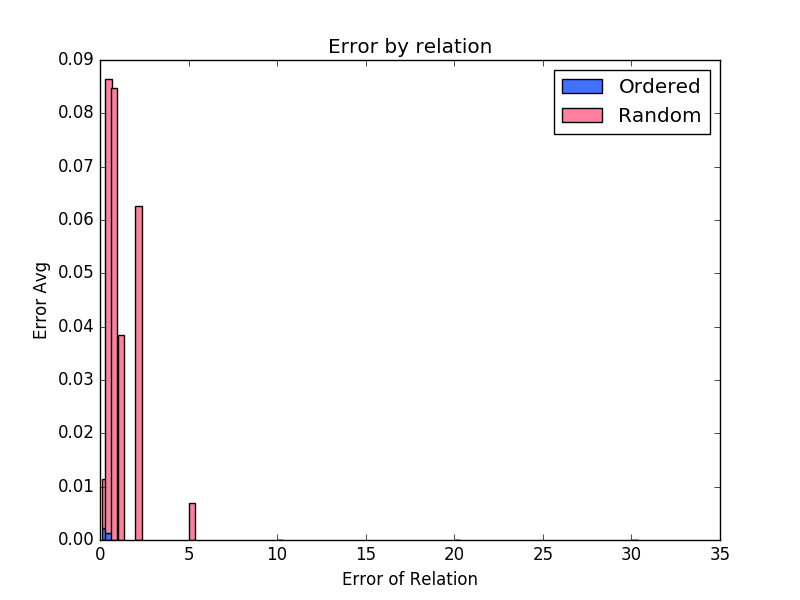 Error by relation
Ordered
Random
0.09
0.08
0.07
0.06
0.05
0.04
0.03
0.02
0.01
0.00
Error Avg
0 5 10 15 20 25 30 35
Error of Relation